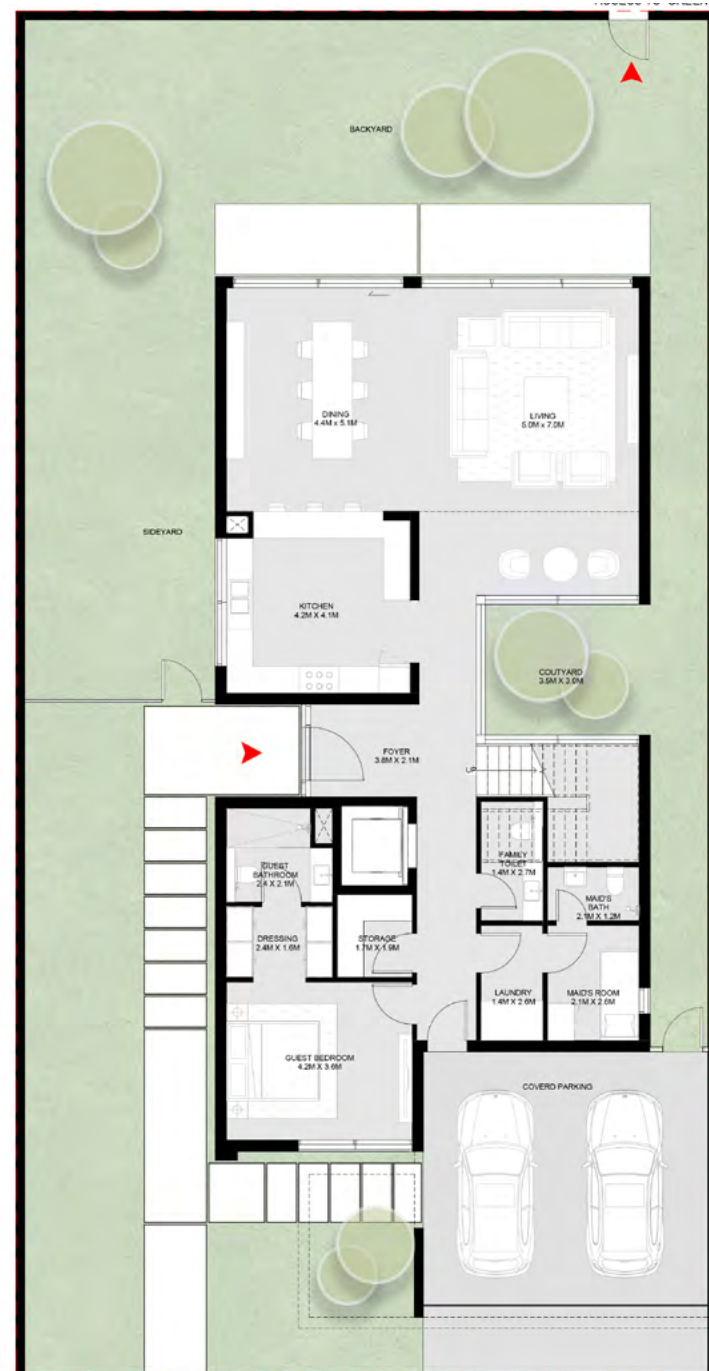 BACKYARD
DINING
4.4M x 5.1M
LIVING
5.0M x 7.0M
SIDEYARD
KITCHEN
4.2M X 4.1M
COUTYARD
3.5M X 3.0M
FOYER
3.8M X 2.1M
UP
GUEST
BATHROOM
2.4 X 2.1M
FAMILY
TOILET
1.4M X 2.7M
MAID'S
BATH
2.1M X 1.2M
DRESSING
2.4M X 1.6M
STORAGE
1.7M X 1.9M
LAUNDRY
1.4M X 2.6M
MAID'S ROOM
2.1M X 2.6M
GUEST BEDROOM
4.2M X 3.6M
COVERD PARKING